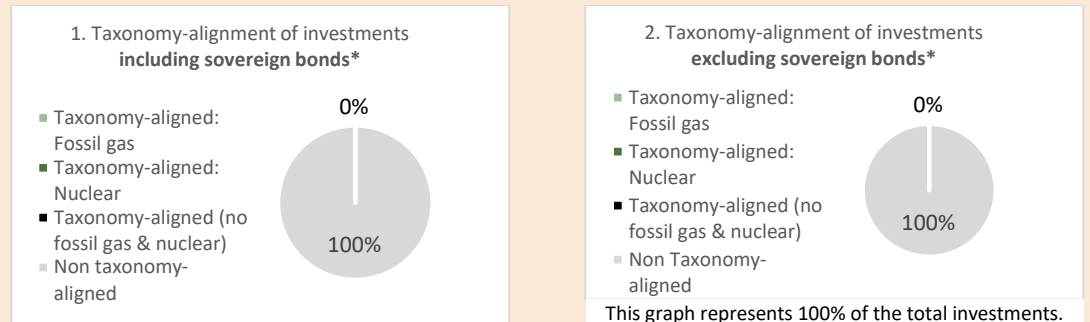 1. Taxonomy-alignment of investments
including sovereign bonds*
Taxonomy-aligned:
Fossil gas
Taxonomy-aligned:
Nuclear
Taxonomy-aligned (no
fossil gas & nuclear)
Non taxonomy-
aligned
0%
100%
2. Taxonomy-alignment of investments
excluding sovereign bonds*
Taxonomy-aligned:
Fossil gas
Taxonomy-aligned:
Nuclear
Taxonomy-aligned (no
fossil gas & nuclear)
Non Taxonomy-
aligned
0%
100%
This graph represents 100% of the total investments.